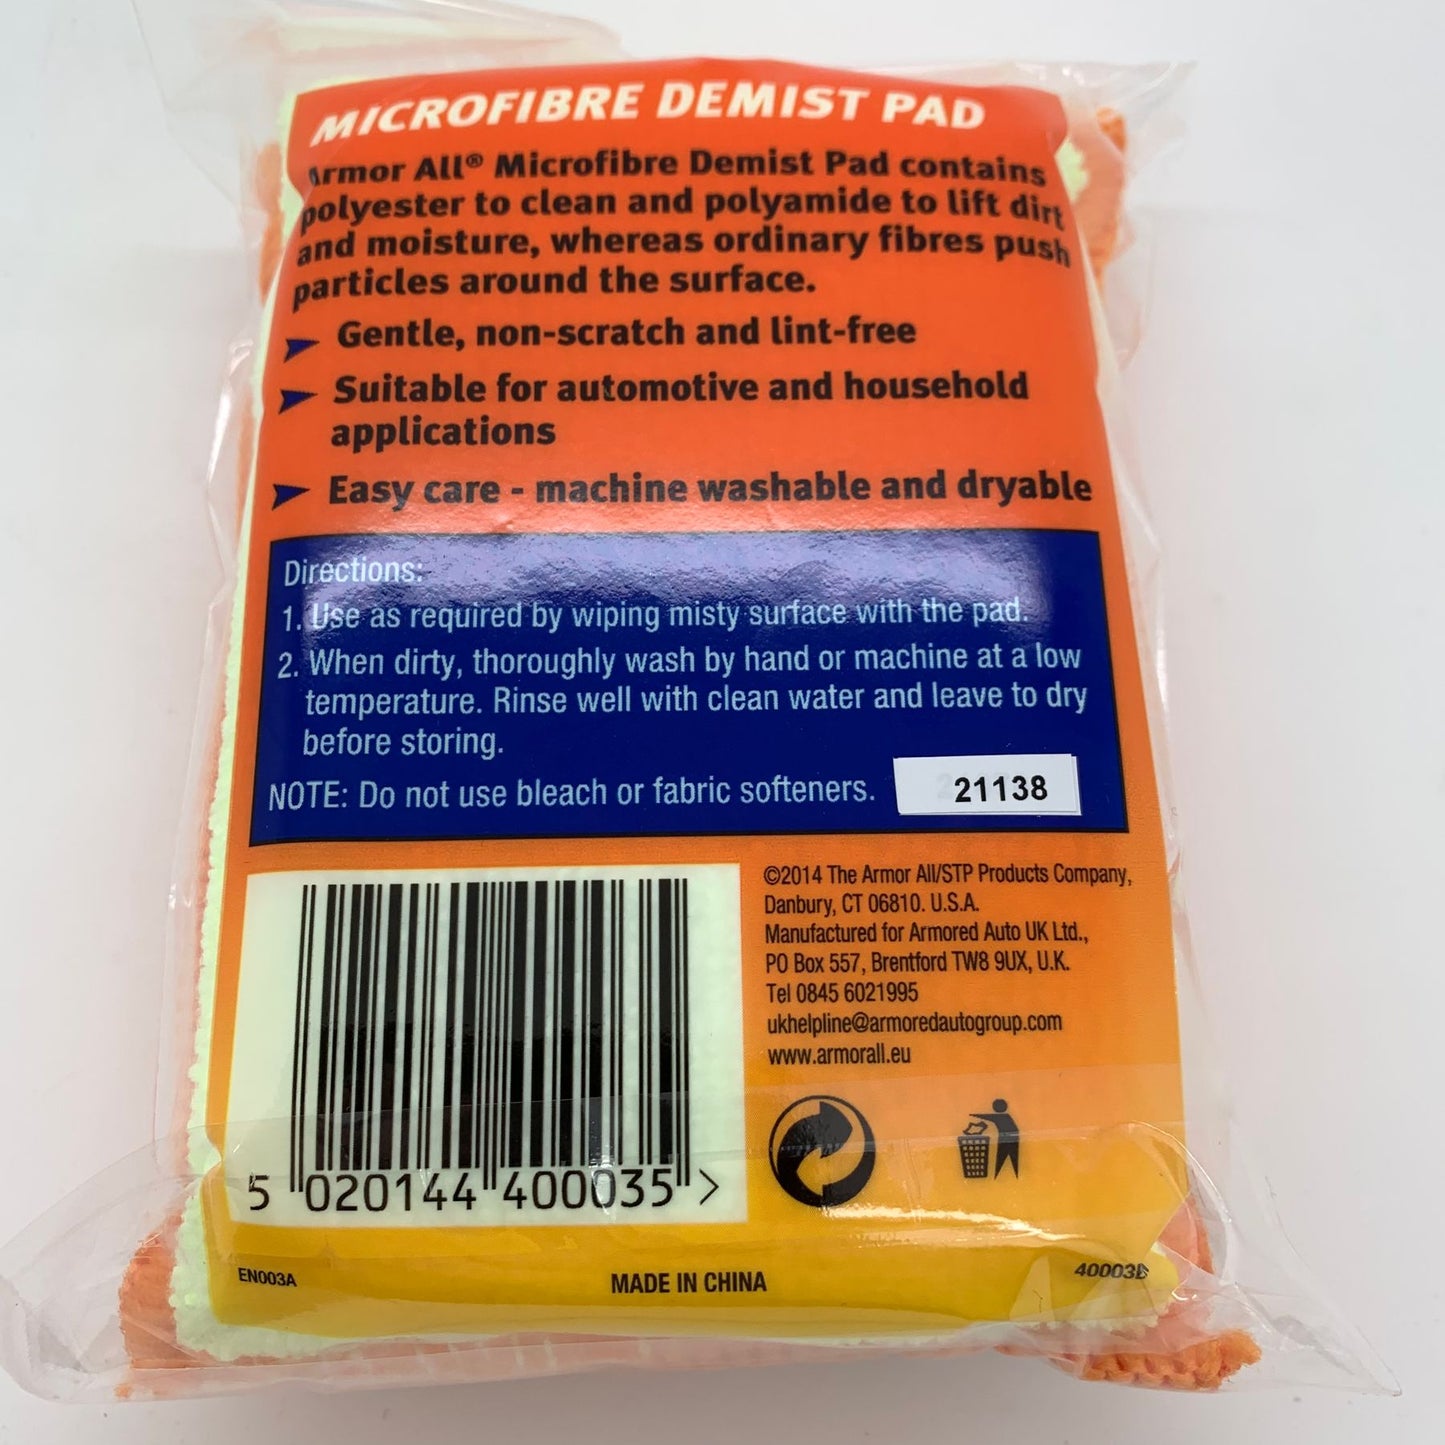 MICROFIBRE DEMIST PAD
Armor All® Microfibre Demist Pad contains
polyester to clean and polyamide to lift dirt
and moisture, whereas ordinary fibres push
particles around the surface.
Gentle, non-scratch and lint-free
Suitable for automotive and household
applications
Easy care - machine washable and dryable
Directions:
1. Use as required by wiping misty surface with the pad.
2. When dirty, thoroughly wash by hand or machine at a low
temperature. Rinse well with clean water and leave to dry
before storing.
NOTE: Do not use bleach or fabric softeners.
21138
©2014 The Armor All/STP Products Company,
Danbury, CT 06810. U.S.A.
Manufactured for Armored Auto UK Ltd.,
PO Box 557, Brentford TW8 9UX, U.K.
Tel 0845 6021995
ukhelpline@armoredautogroup.com
www.armorall.eu
5 020144 400035 >
EN003A
MADE IN CHINA
40003B